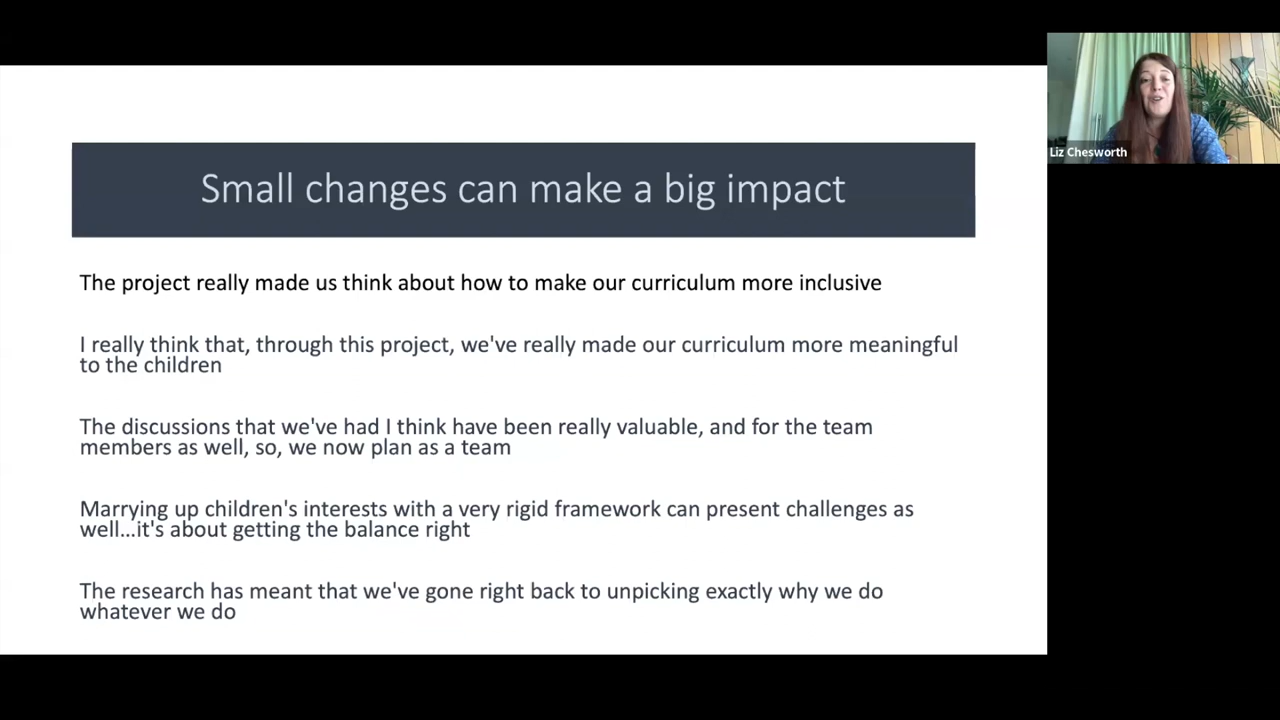 Small changes can make a big impact
The project really made us think about how to make our curriculum more inclusive
I really think that, through this project, we've really made our curriculum more meaningful
to the children
The discussions that we've had I think have been really valuable, and for the team
members as well, so, we now plan as a team
Marrying up children's interests with a very rigid framework can present challenges as
well...it's about getting the balance right
The research has meant that we've gone right back to unpicking exactly why we do
whatever we do
Liz Chesworth